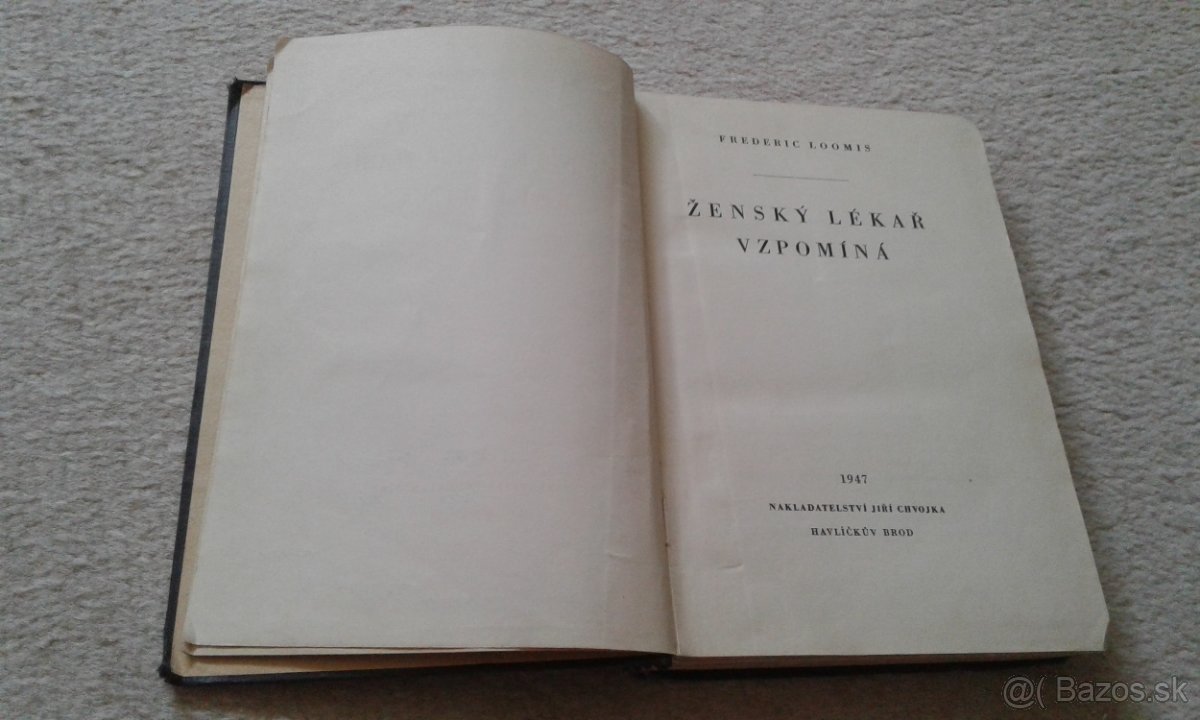 FREDERIC LOOMIS
ŽENSKÝ LÉKAŘ
VZPOMÍNÁ
1947
NAKLADATELSTVÍ JIŘÍ CHVOJKA
HAVLÍČKŮV BROD
@( Bazos.sk